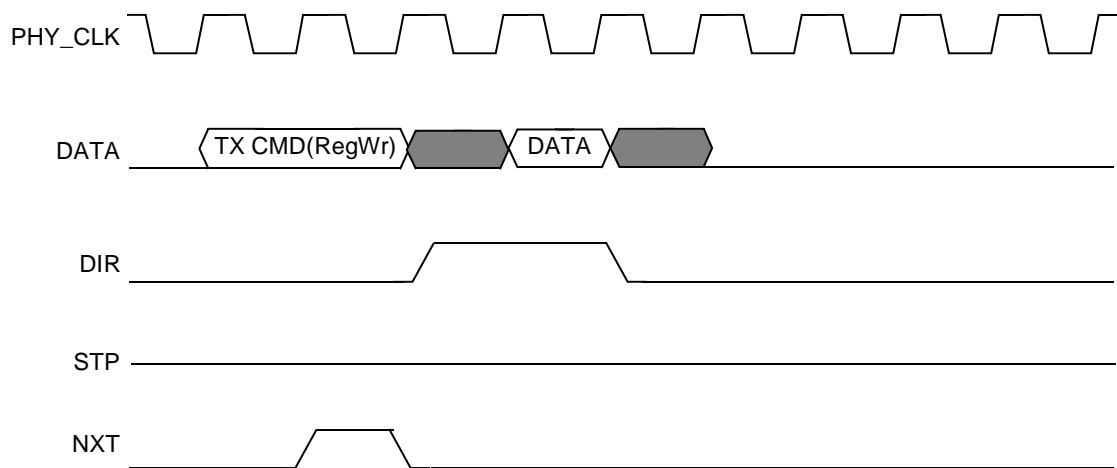 PHY_CLK
DATA TX CMD(RegWr) DATA
DIR
STP
NXT